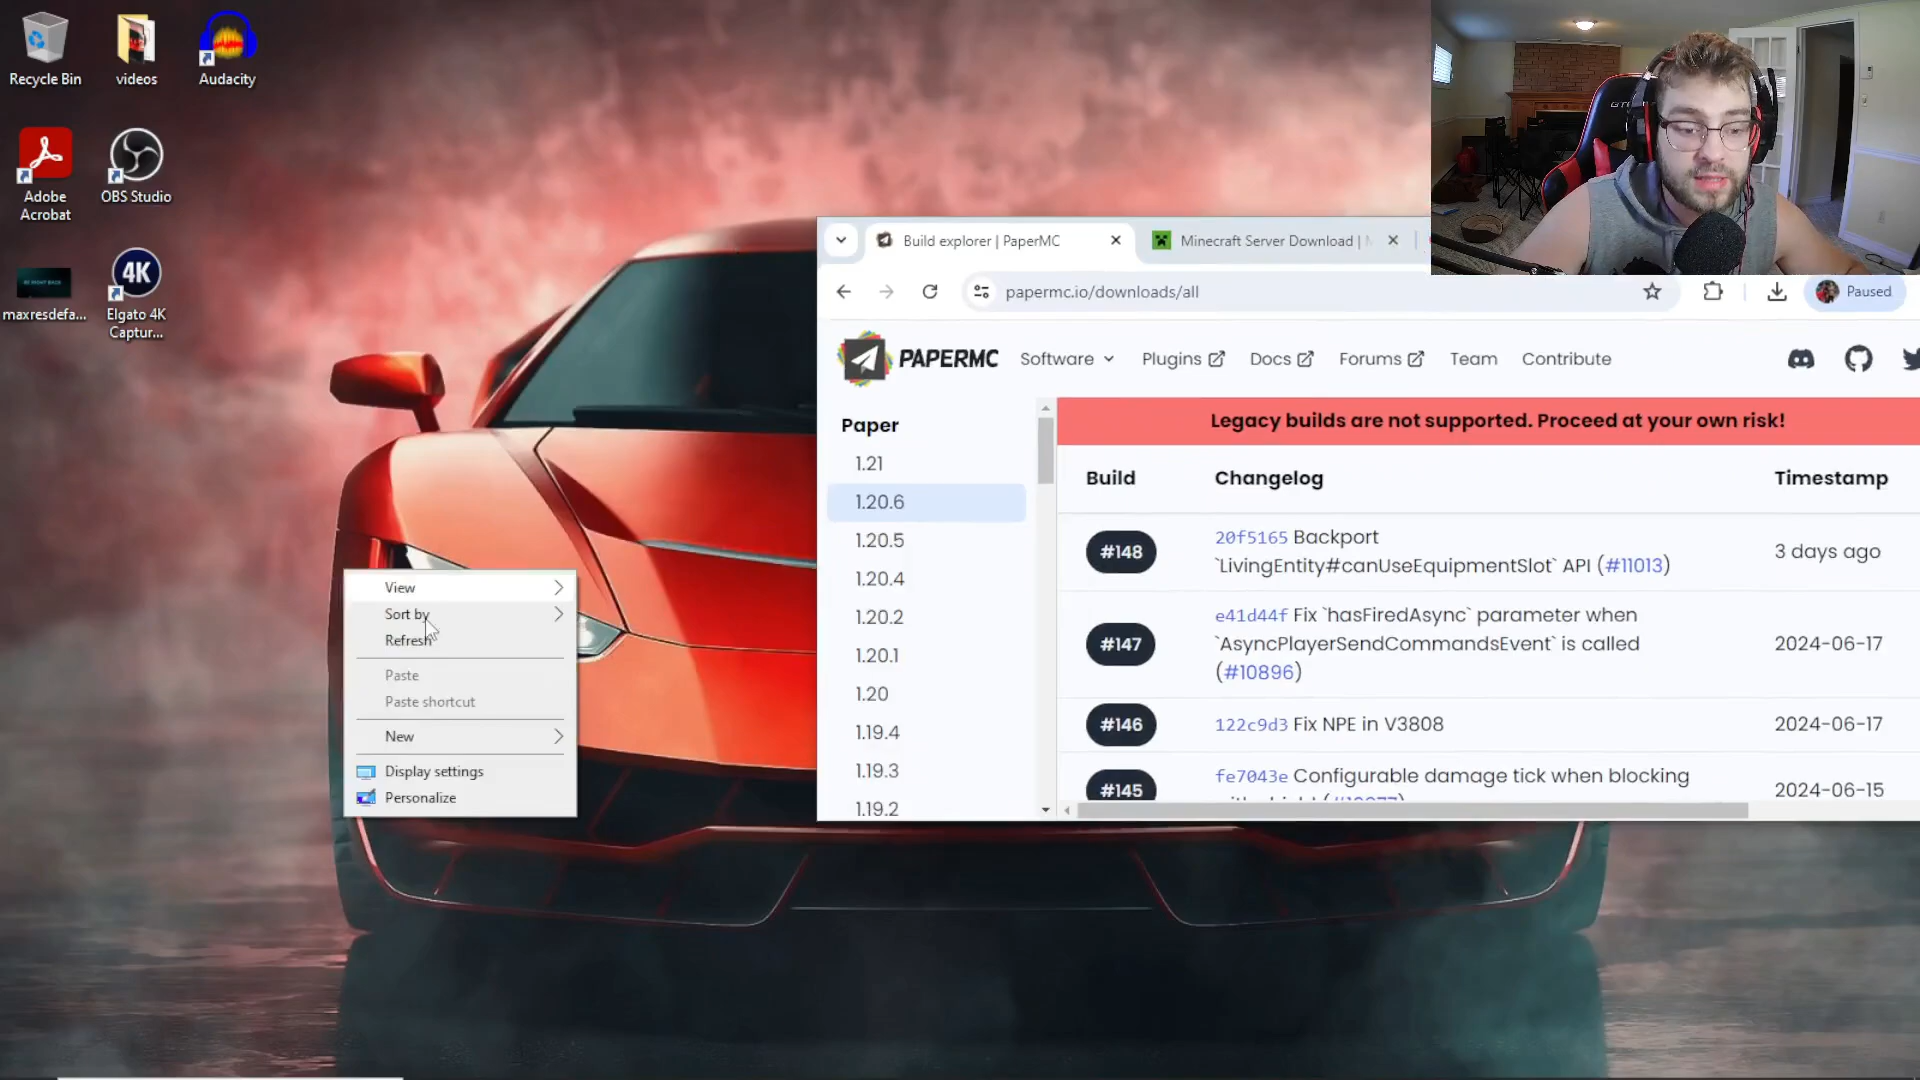 Recycle Bin
videos
Audacity
Adobe
Acrobat
OBS Studio
maxresdefa...
4K
Elgato 4K
Captur...
View
Sort by
Refresh
Paste
Paste shortcut
New
Display settings
Personalize
Build explorer | PaperMC
Minecraft Server Download |
papermc.io/downloads/all
Paused
PAPERMC
Software
Plugins
Docs
Forums
Team
Contribute
Paper
1.21
1.20.6
1.20.5
1.20.4
1.20.2
1.20.1
1.20
1.19.4
1.19.3
1.19.2
Legacy builds are not supported. Proceed at your own risk!
Build
Changelog
Timestamp
#148
20f5165 Backport
`LivingEntity#canUseEquipmentSlot` API (#11013)
3 days ago
#147
e41d44f Fix `hasFiredAsync` parameter when
`AsyncPlayerSendCommandsEvent` is called
(#10896)
2024-06-17
#146
122c9d3 Fix NPE in V3808
2024-06-17
#145
fe7043e Configurable damage tick when blocking
2024-06-15